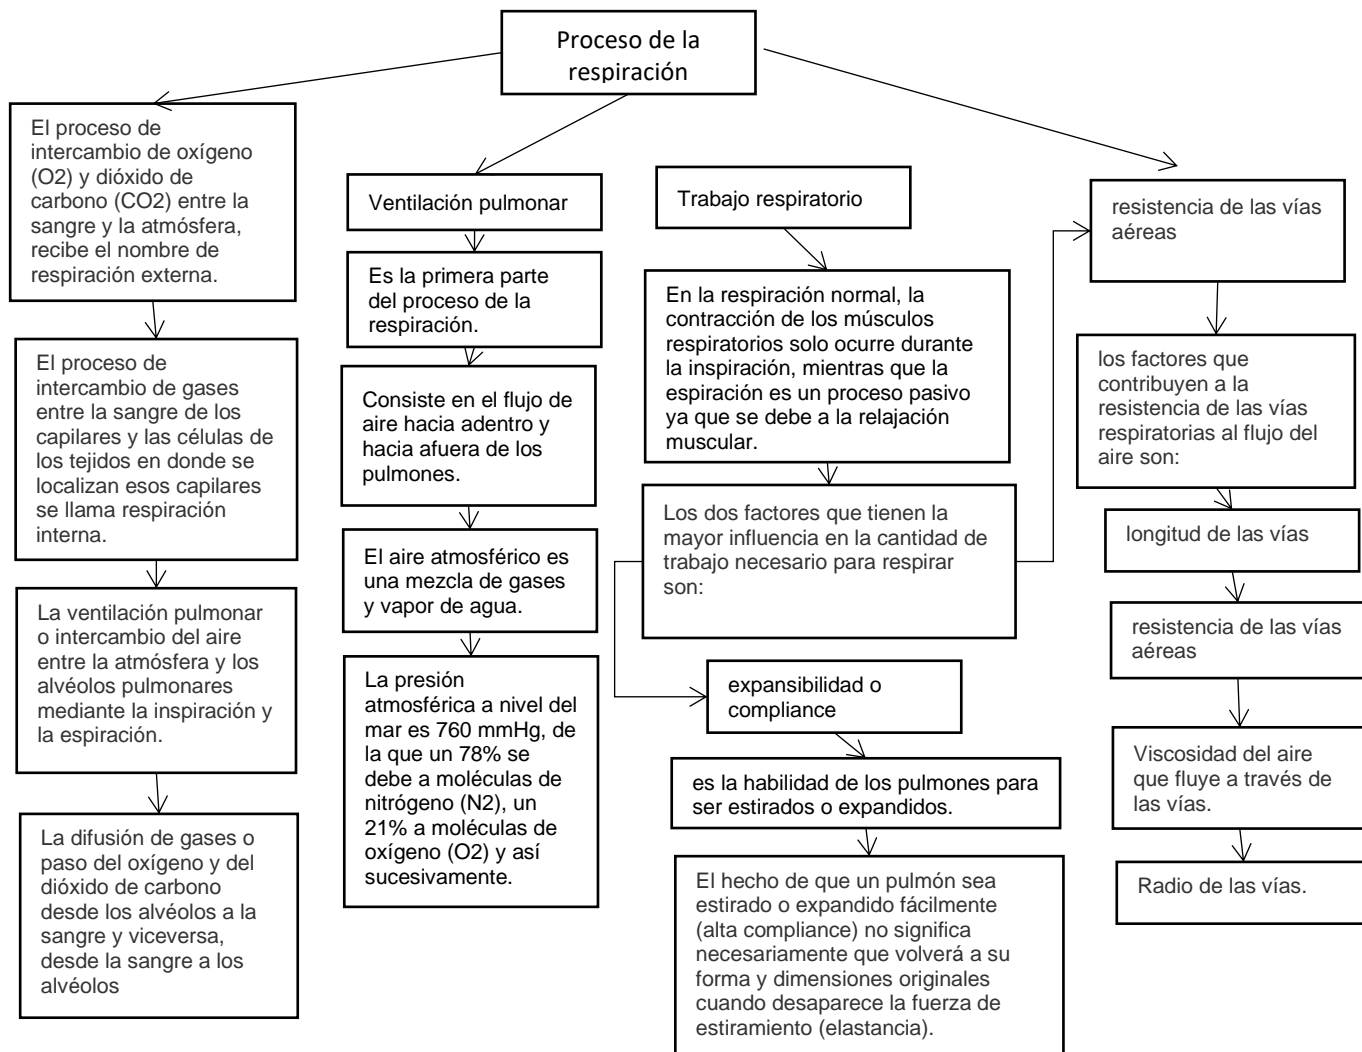 Proceso de la
respiración
El proceso de
intercambio de oxígeno
(O2) y dióxido de
carbono (CO2) entre la
sangre y la atmósfera,
recibe el nombre de
respiración externa.
El proceso de
intercambio de gases
entre la sangre de los
capilares y las células de
los tejidos en donde se
localizan esos capilares
se llama respiración
interna.
La ventilación pulmonar
o intercambio del aire
entre la atmósfera y los
alvéolos pulmonares
mediante la inspiración y
la espiración.
La difusión de gases o
paso del oxígeno y del
dióxido de carbono
desde los alvéolos a la
sangre y viceversa,
desde la sangre a los
alvéolos
Ventilación pulmonar
Es la primera parte
del proceso de la
respiración.
Consiste en el flujo de
aire hacia adentro y
hacia afuera de los
pulmones.
El aire atmosférico es
una mezcla de gases
y vapor de agua.
La presión
atmosférica a nivel del
mar es 760 mmHg, de
la que un 78% se
debe a moléculas de
nitrógeno (N2), un
21% a moléculas de
oxígeno (O2) y así
sucesivamente.
Trabajo respiratorio
En la respiración normal, la
contracción de los músculos
respiratorios solo ocurre durante
la inspiración, mientras que la
espiración es un proceso pasivo
ya que se debe a la relajación
muscular.
Los dos factores que tienen la
mayor influencia en la cantidad de
trabajo necesario para respirar
son:
expansibilidad o
compliance
es la habilidad de los pulmones para
ser estirados o expandidos.
El hecho de que un pulmón sea
estirado o expandido fácilmente
(alta compliance) no significa
necesariamente que volverá a su
forma y dimensiones originales
cuando desaparece la fuerza de
estiramiento (elastancia).
resistencia de las vías
aéreas
los factores que
contribuyen a la
resistencia de las vías
respiratorias al flujo del
aire son:
longitud de las vías
resistencia de las vías
aéreas
Viscosidad del aire
que fluye a través de
las vías.
Radio de las vías.